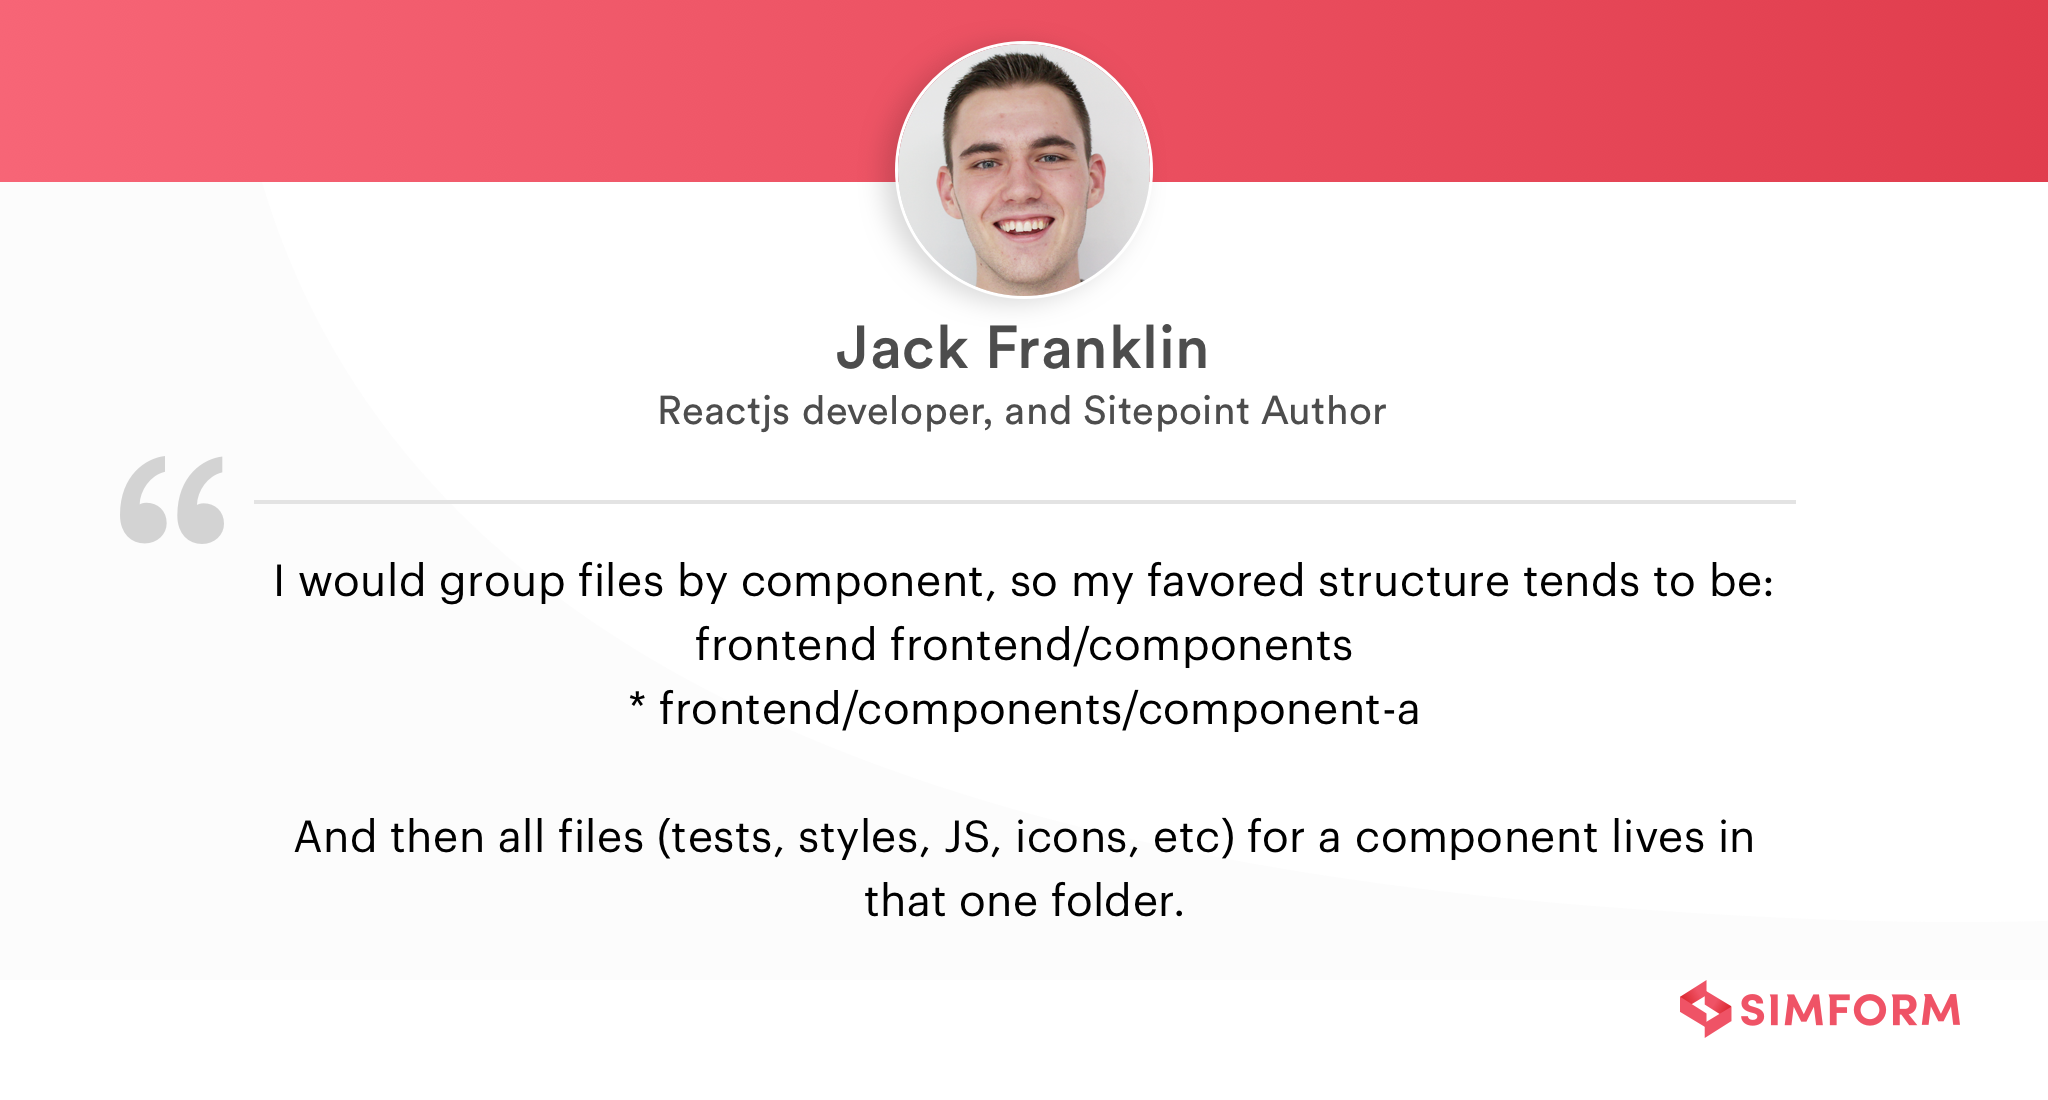 Jack Franklin
Reactjs developer, and Sitepoint Author
“
I would group files by component, so my favored structure tends to be:
frontend frontend/components
* frontend/components/component-a
And then all files (tests, styles, JS, icons, etc) for a component lives in
that one folder.
SIMFORM